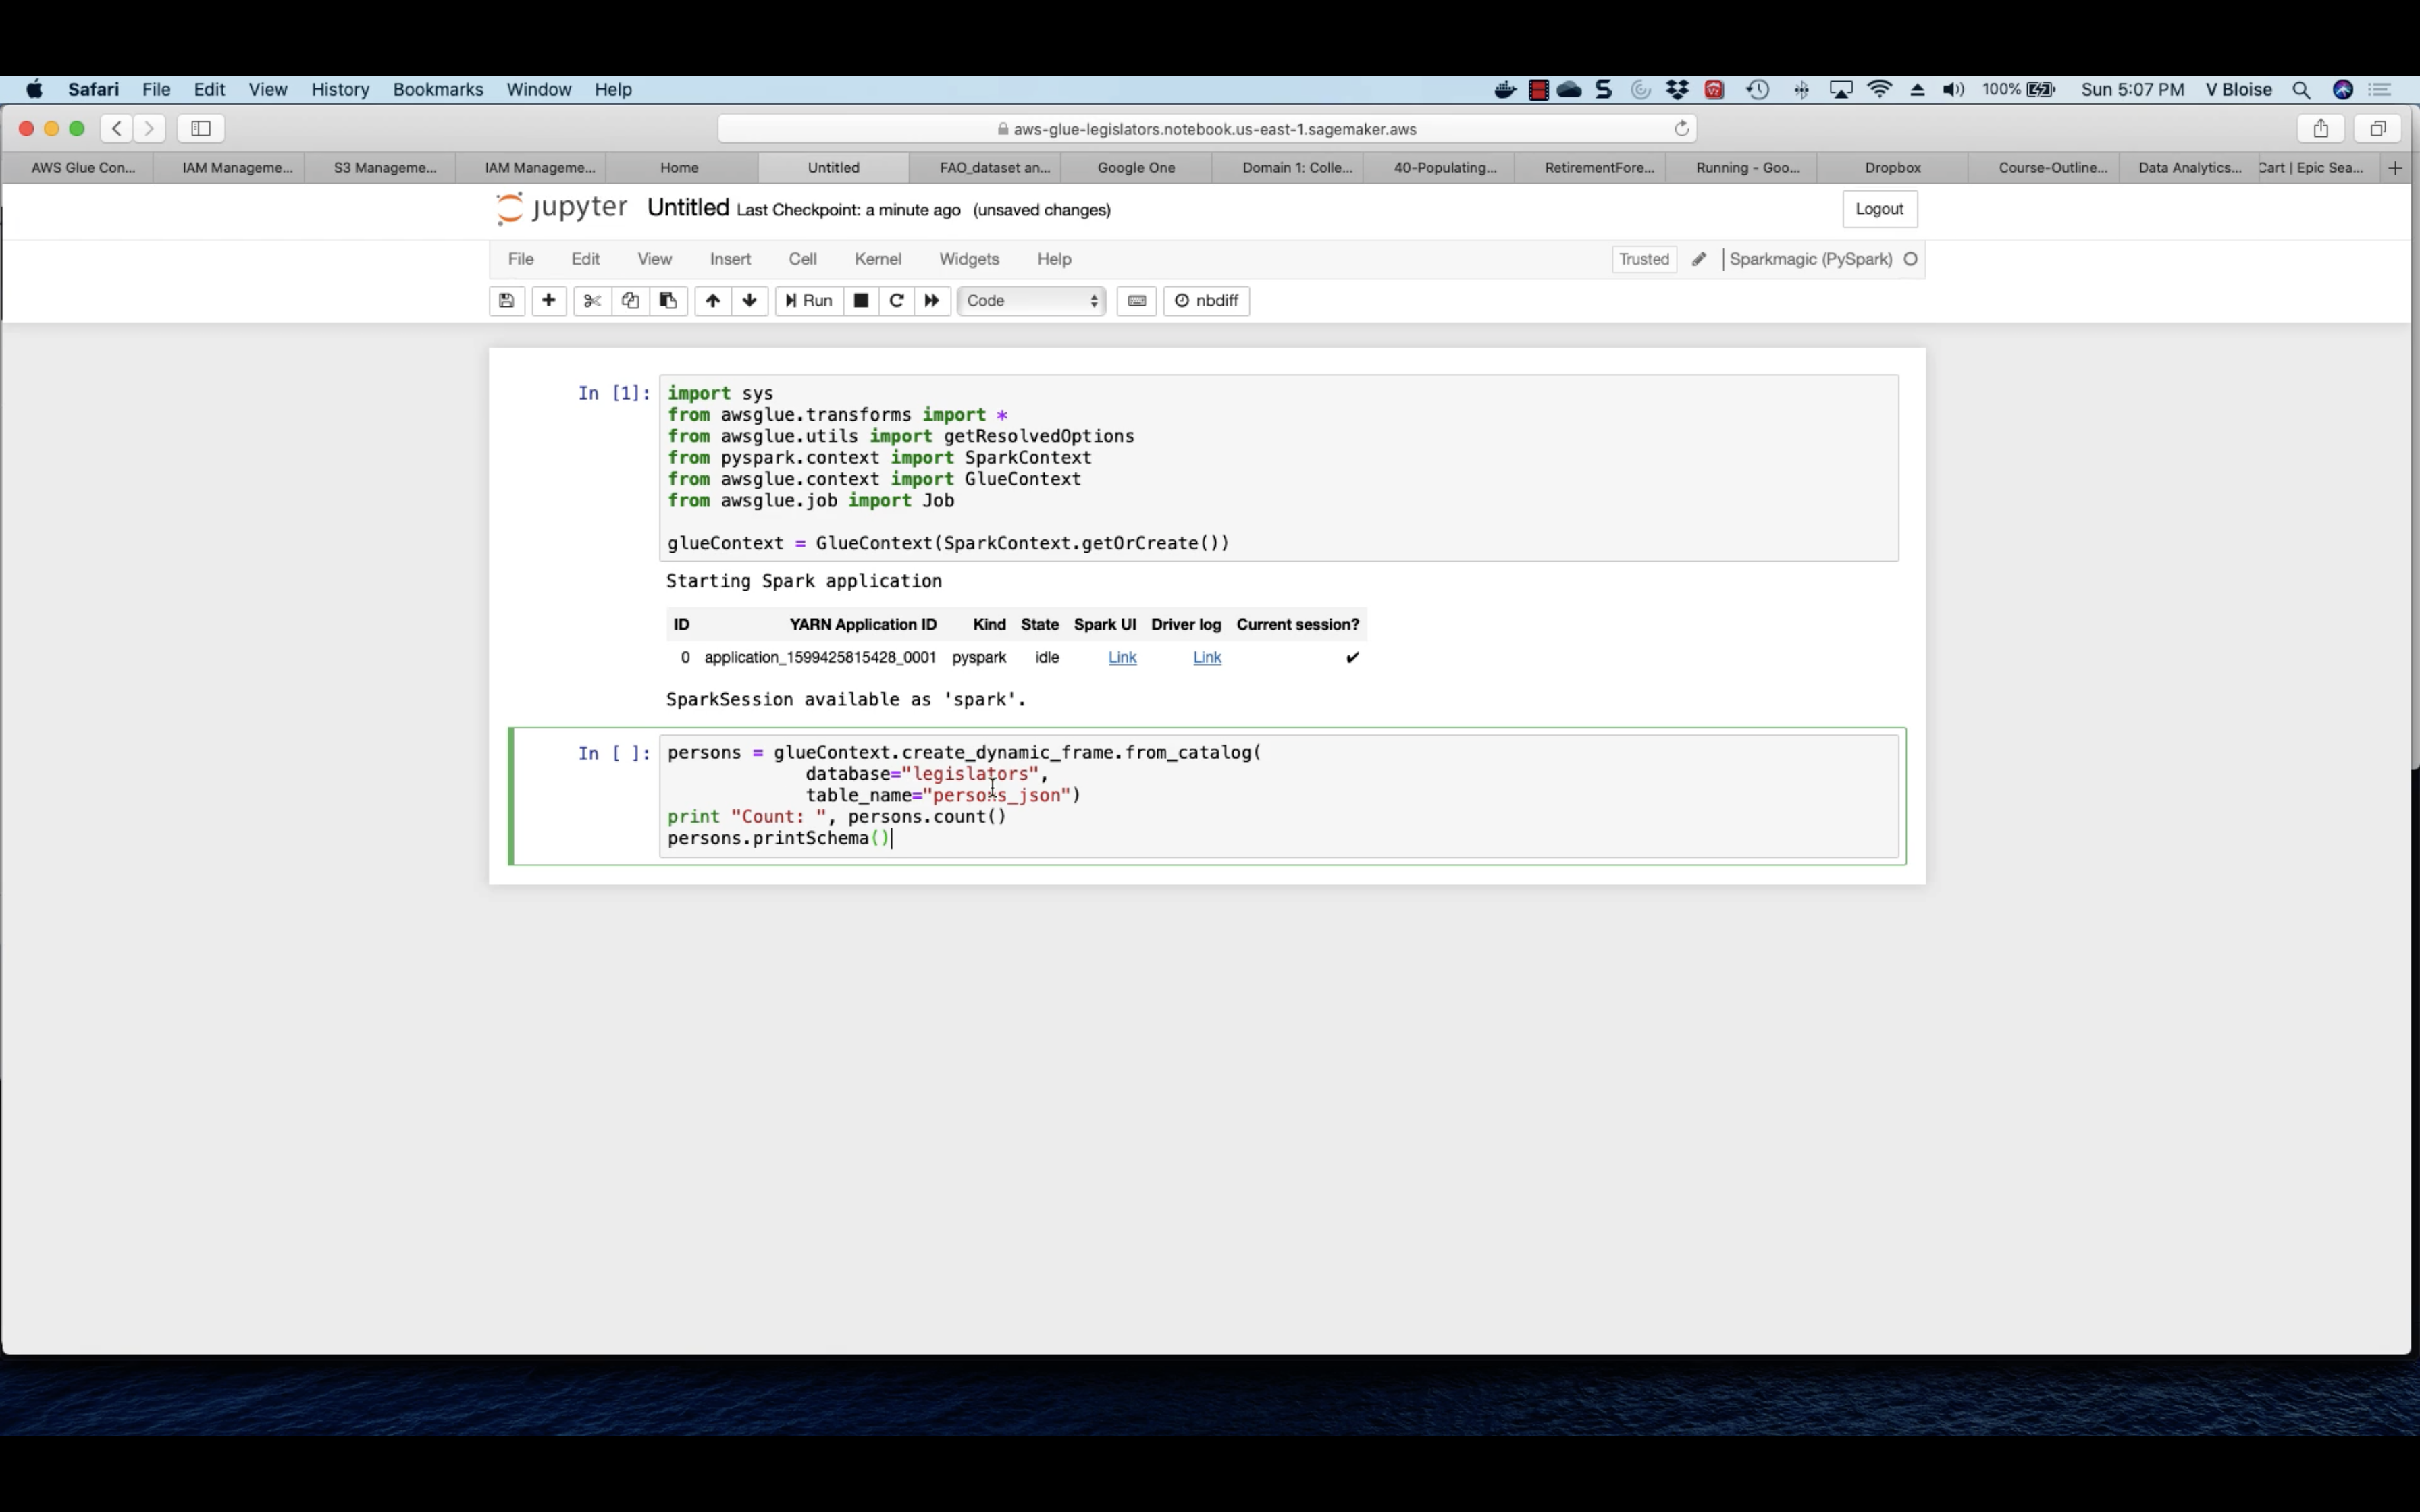 Safari File Edit View History Bookmarks Window Help 100% Sun 5:07 PM V Bloise
aws-glue-legislators.notebook.us-east-1.sagemaker.aws
AWS Glue Con... IAM Manageme... S3 Manageme... IAM Manageme... Home Untitled FAO_dataset an... Google One Domain 1: Colle... 40-Populating... RetirementFore... Running - Goo... Dropbox Course-Outline... Data Analytics... Cart | Epic Sea...
jupyter Untitled Last Checkpoint: a minute ago (unsaved changes) Logout
File Edit View Insert Cell Kernel Widgets Help Trusted Sparkmagic (PySpark)
Run Code nbdiff
In [1]: import sys
from awsglue.transforms import *
from awsglue.utils import getResolvedOptions
from pyspark.context import SparkContext
from awsglue.context import GlueContext
from awsglue.job import Job
glueContext = GlueContext(SparkContext.getOrCreate())
Starting Spark application
ID YARN Application ID Kind State Spark UI Driver log Current session?
0 application_1599425815428_0001 pyspark idle Link Link ✔
SparkSession available as 'spark'.
In [ ]: persons = glueContext.create_dynamic_frame.from_catalog(
database="legislators",
table_name="persons_json")
print "Count: ", persons.count()
persons.printSchema()